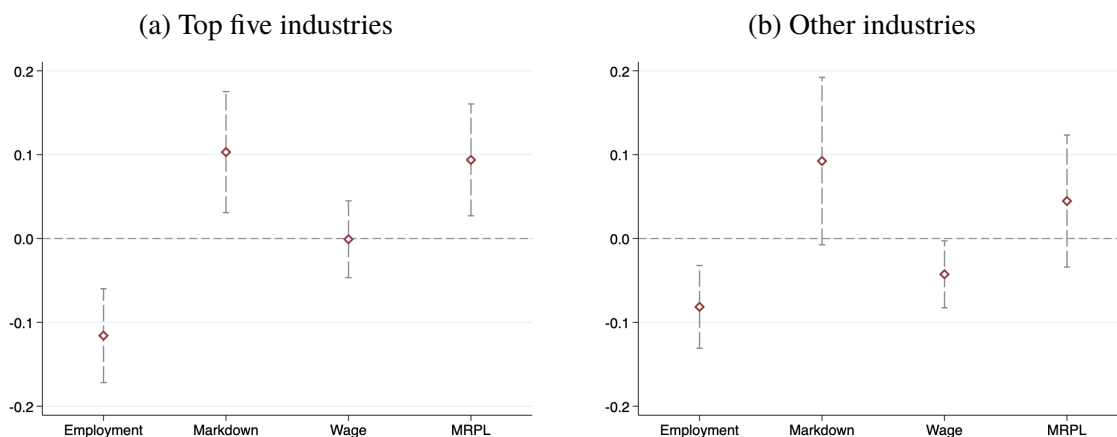 (a) Top five industries
0.2
0.1
0.0
-0.1
-0.2
Employment Markdown Wage MRPL
(b) Other industries
0.2
0.1
0.0
-0.1
-0.2
Employment Markdown Wage MRPL